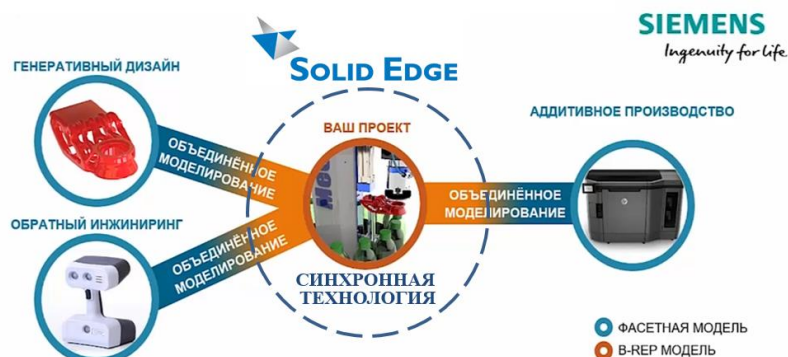 SIEMENS
Ingenuity for life
SOLID EDGE
ГЕНЕРАТИВНЫЙ ДИЗАЙН
ОБЪЕДИНЁННОЕ
МОДЕЛИРОВАНИЕ
ВАШ ПРОЕКТ
АДДИТИВНОЕ ПРОИЗВОДСТВО
ОБЪЕДИНЁННОЕ
МОДЕЛИРОВАНИЕ
ОБРАТНЫЙ ИНЖИНИРИНГ
ОБЪЕДИНЁННОЕ
МОДЕЛИРОВАНИЕ
СИНХРОННАЯ
ТЕХНОЛОГИЯ
ФАСЕТНАЯ МОДЕЛЬ
B-REP МОДЕЛЬ